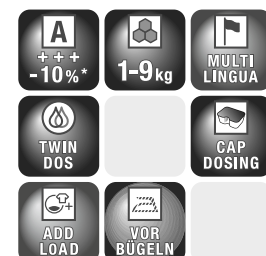 A
+++
-10%*
1-9kg
MULTI
LINGUA
TWIN
DOS
CAP
DOSING
ADD
LOAD
VOR
BÜGELN